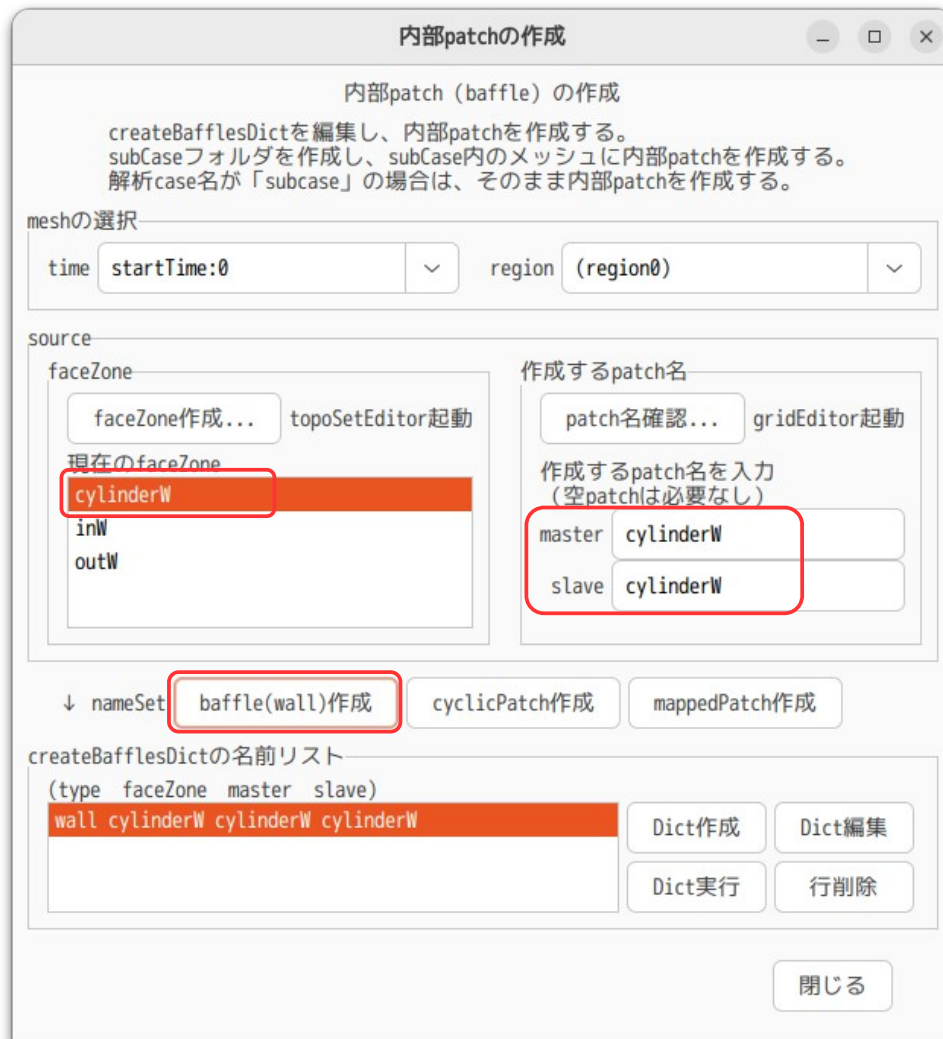 内部patchの作成
内部patch（baffle）の作成
createBafflesDictを編集し、内部patchを作成する。
subCaseフォルダを作成し、subCase内のメッシュに内部patchを作成する。
解析case名が「subcase」の場合は、そのまま内部patchを作成する。
meshの選択
time startTime:0 region (region0)
source
faceZone
faceZone作成... topoSetEditor起動
現在のfaceZone
cylinderW
inW
outW
作成するpatch名
patch名確認... gridEditor起動
作成するpatch名を入力
（空patchは必要なし）
master cylinderW
slave cylinderW
↓ nameSet baffle(wall)作成 cyclicPatch作成 mappedPatch作成
createBafflesDictの名前リスト
(type faceZone master slave)
wall cylinderW cylinderW cylinderW
Dict作成 Dict編集
Dict実行 行削除
閉じる